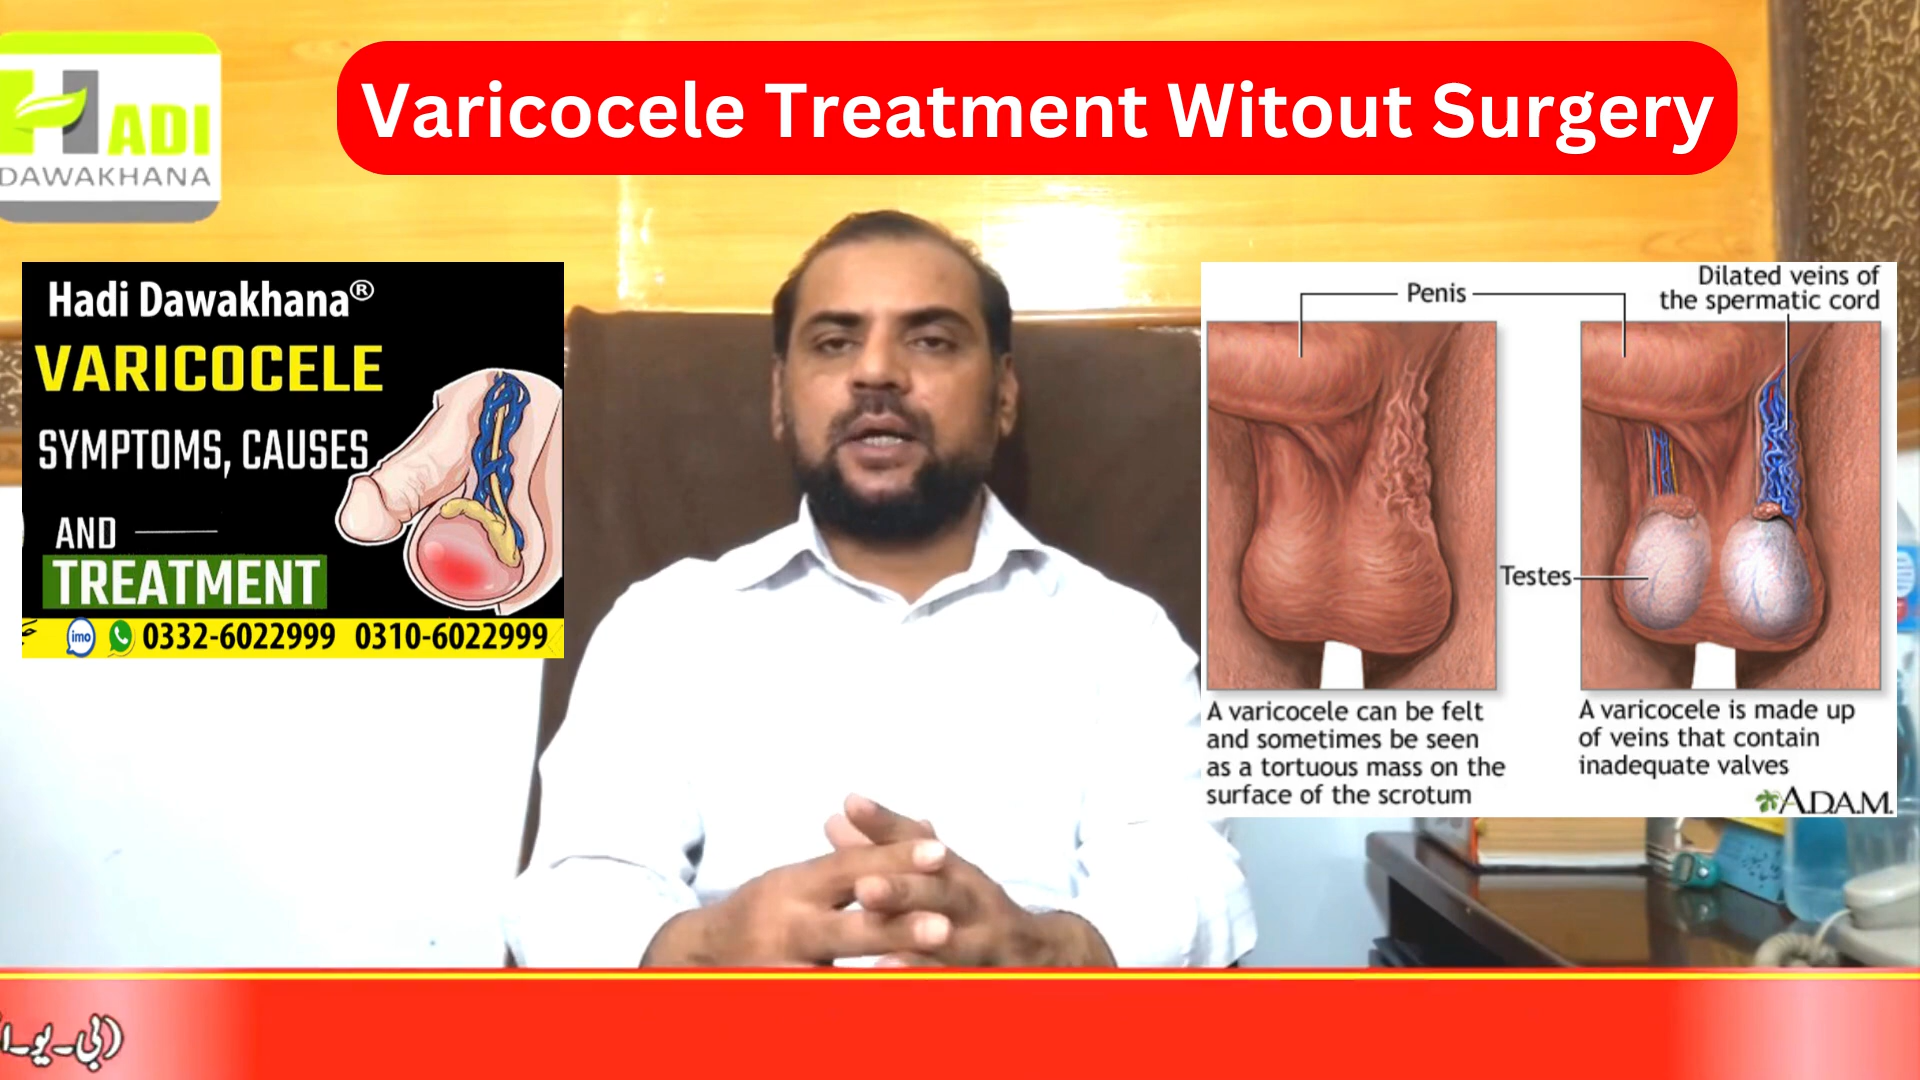 Varicocele Treatment Witout Surgery
HADI
DAWAKHANA
Hadi Dawakhana®
VARICOCELE
SYMPTOMS, CAUSES
AND
TREATMENT
imo 0332-6022999 0310-6022999
Penis
Dilated veins of
the spermatic cord
Testes
A varicocele can be felt
and sometimes be seen
as a tortuous mass on the
surface of the scrotum
A varicocele is made up
of veins that contain
inadequate valves
A.D.A.M.